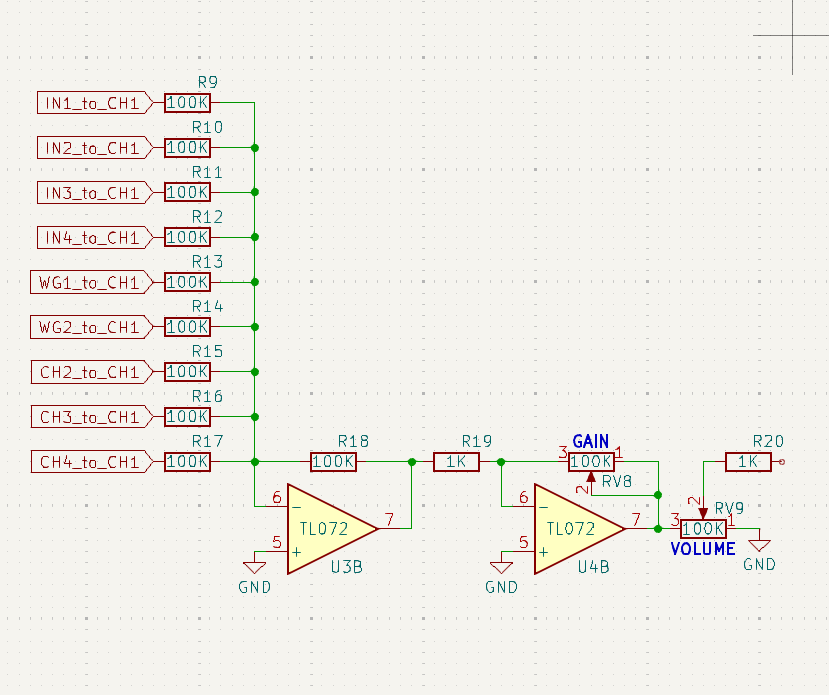 R9
IN1_to_CH1
100K
R10
IN2_to_CH1
100K
R11
IN3_to_CH1
100K
R12
IN4_to_CH1
100K
R13
WG1_to_CH1
100K
R14
WG2_to_CH1
100K
R15
CH2_to_CH1
100K
R16
CH3_to_CH1
100K
R17
CH4_to_CH1
100K
R18
100K
R19
1K
GAIN
3
100K
1
2
RV8
R20
1K
6
−
TL072
7
5
+
U3B
GND
6
−
TL072
7
5
+
U4B
GND
2
RV9
3
100K
1
VOLUME
GND